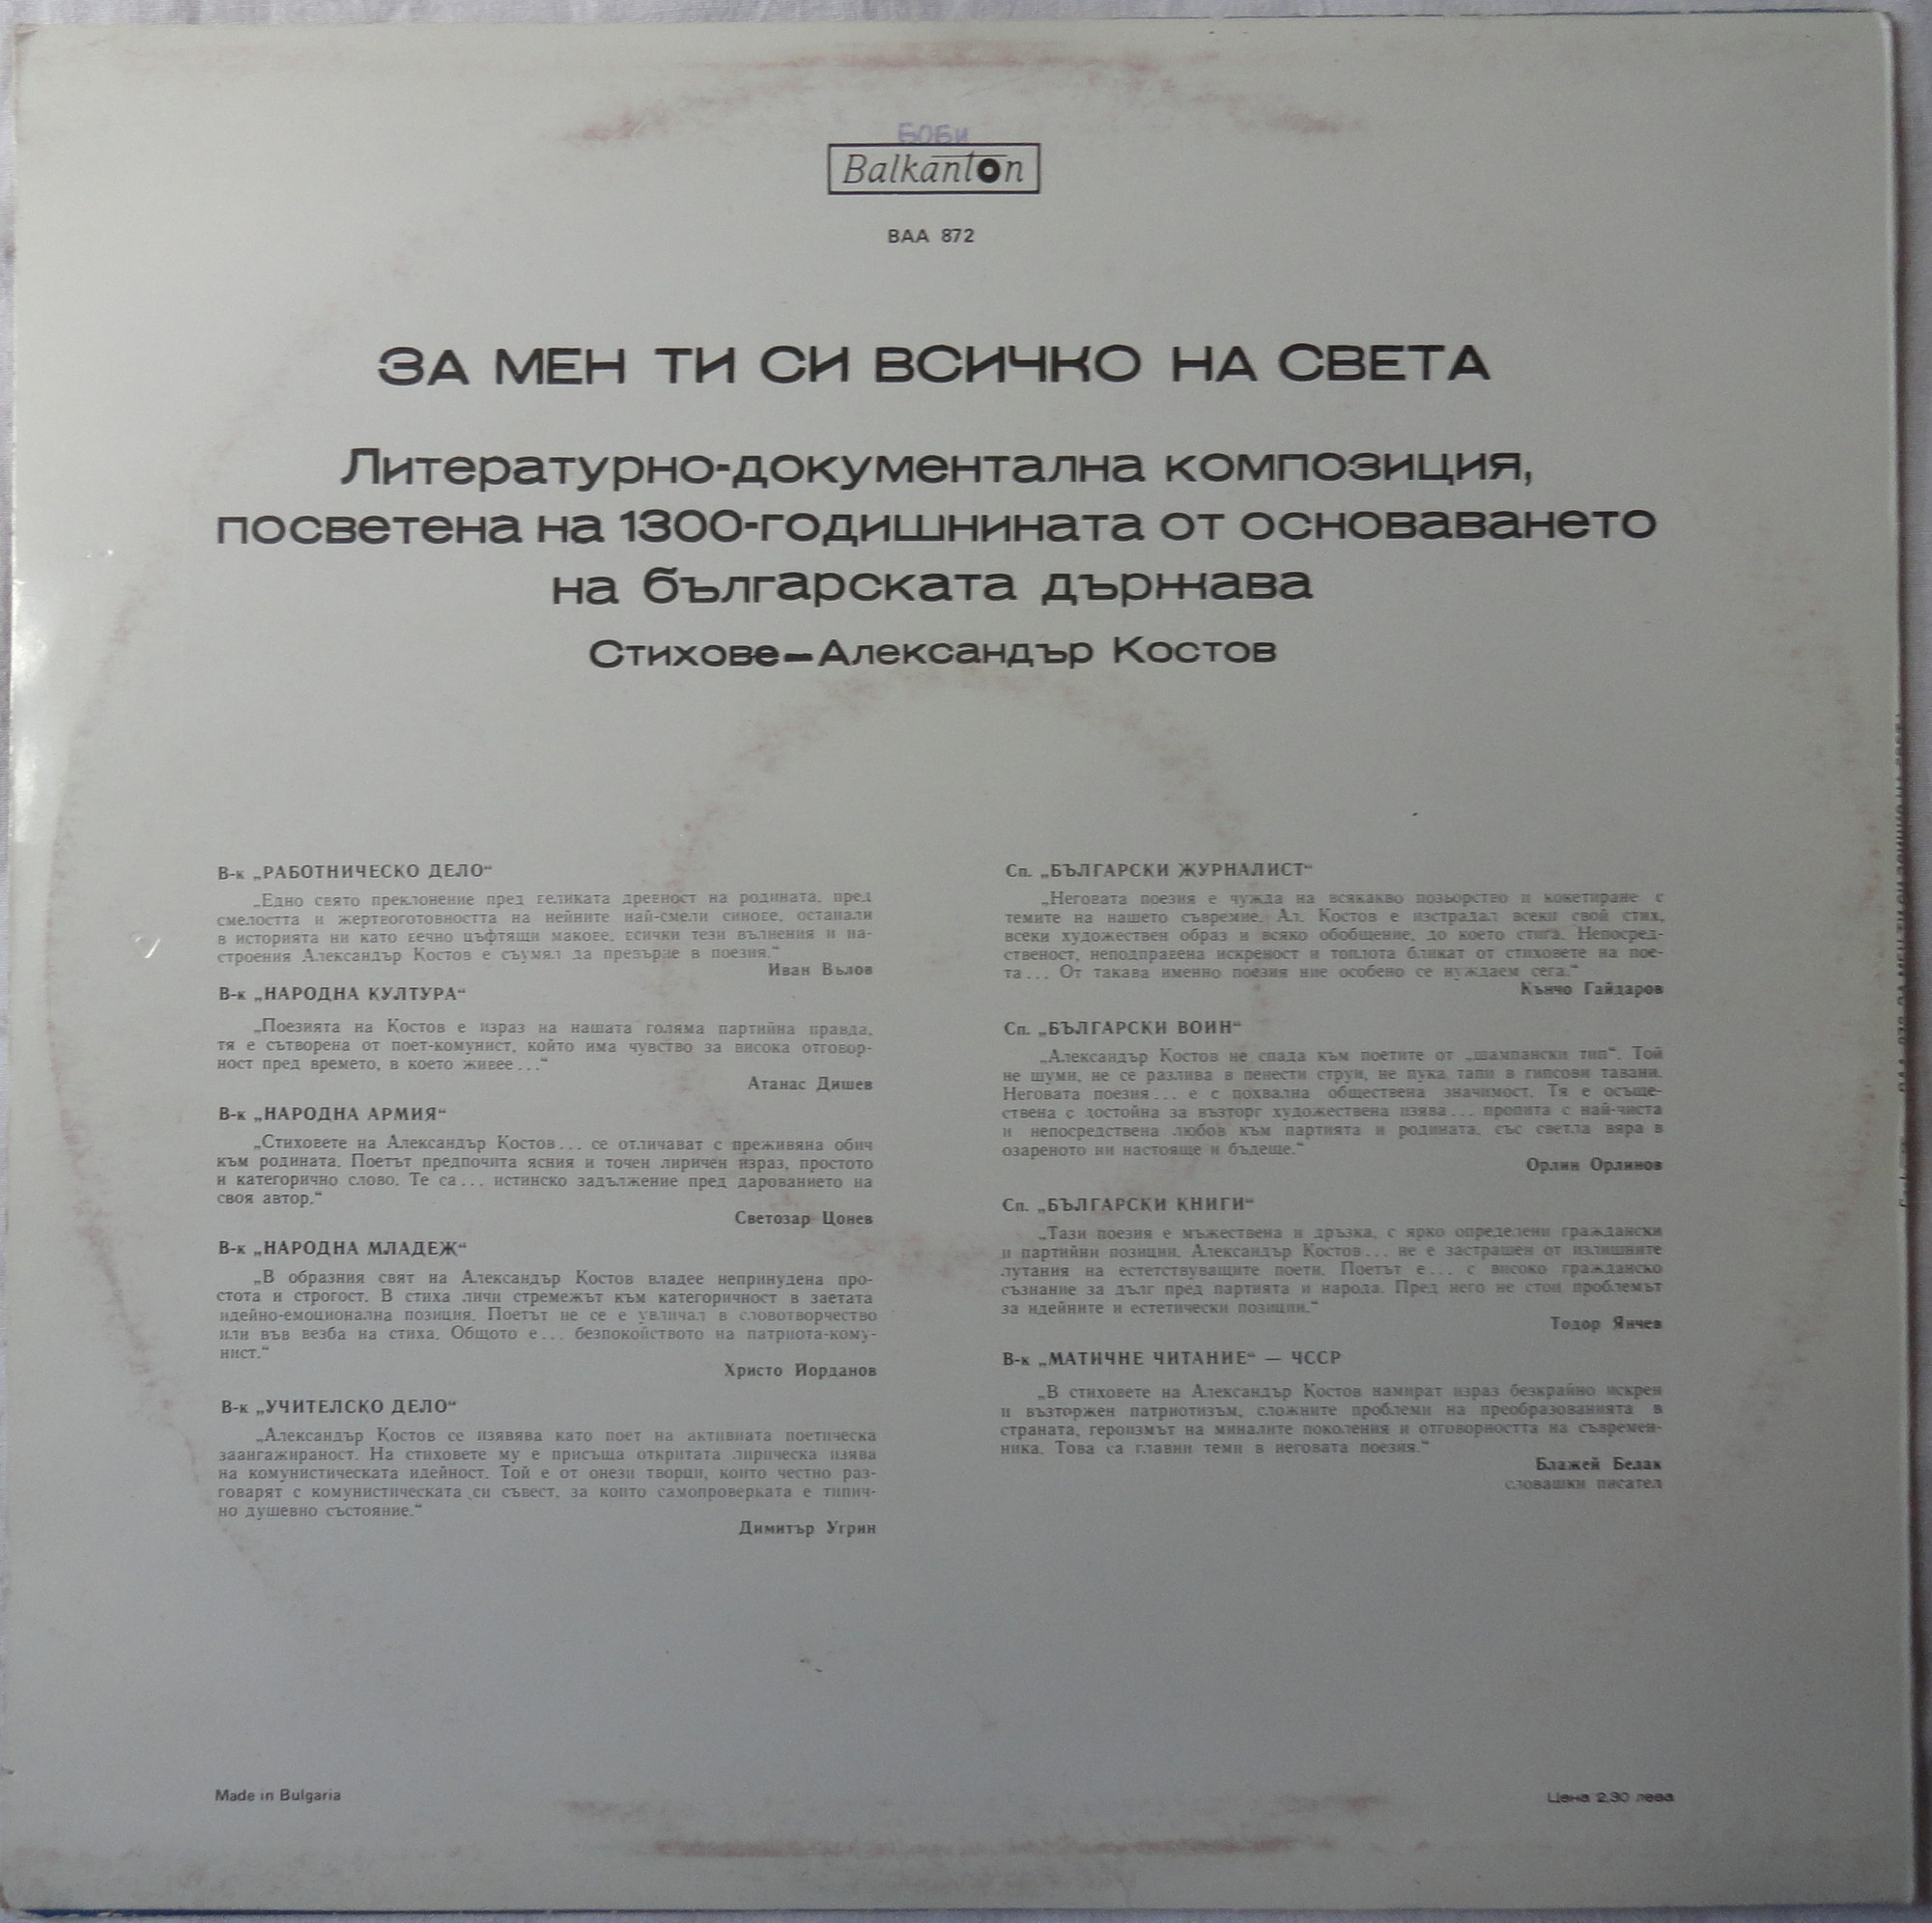 БОБИ
Balkanton
ВАА 872
ЗА МЕН ТИ СИ ВСИЧКО НА СВЕТА
Литературно-документална композиция,
посветена на 1300-годишнината от основаването
на българската държава
Стихове–Александър Костов
В-к „РАБОТНИЧЕСКО ДЕЛО“
„Едно свято преклонение пред великата древност на родината, пред
смелостта и жертвоготовността на нейните най-смели синове, останали
в историята ни като вечно цъфтящи макове, всички тези вълнения и на-
строения Александър Костов е съумял да превърне в поезия.“
Иван Вълов
В-к „НАРОДНА КУЛТУРА“
„Поезията на Костов е израз на нашата голяма партийна правда,
тя е сътворена от поет-комунист, който има чувство за висока отговор-
ност пред времето, в което живее...“
Атанас Дишев
В-к „НАРОДНА АРМИЯ“
„Стиховете на Александър Костов... се отличават с преживяна обич
към родината. Поетът предпочита ясния и точен лиричен израз, простото
и категорично слово. Те са... истинско задължение пред дарованието на
своя автор.“
Светозар Цонев
В-к „НАРОДНА МЛАДЕЖ“
„В образния свят на Александър Костов владее непринудена про-
стота и строгост. В стиха личи стремежът към категоричност в заетата
идейно-емоционална позиция. Поетът не се е увличал в словотворчество
или във везба на стиха. Общото е... безпокойството на патриота-кому-
нист.“
Христо Йорданов
В-к „УЧИТЕЛСКО ДЕЛО“
„Александър Костов се изявява като поет на активната поетическа
заангажираност. На стиховете му е присъща откритата лирическа изява
на комунистическата идейност. Той е от онези творци, които честно раз-
говарят с комунистическата си съвест, за които самопроверката е типич-
но душевно състояние.“
Димитър Угрин
Сп. „БЪЛГАРСКИ ЖУРНАЛИСТ“
„Неговата поезия е чужда на всякакво позьорство и кокетиране с
темите на нашето съвремие. Ал. Костов е изстрадал всеки свой стих,
всеки художествен образ и всяко обобщение, до което стига. Непосред-
ственост, неподправена искреност и топлота бликат от стиховете на пое-
та... От такава именно поезия ние особено се нуждаем сега.“
Кънчо Гайдаров
Сп. „БЪЛГАРСКИ ВОИН“
„Александър Костов не спада към поетите от „шампански тип“. Той
не шуми, не се разлива в пенести струи, не пука тапи в гипсови тавани.
Неговата поезия... е с похвална обществена значимост. Тя е осъще-
ствена с достойна за възторг художествена изява... пропита с най-чиста
и непосредствена любов към партията и родината, със светла вяра в
озареното ни настояще и бъдеще.“
Орлин Орлинов
Сп. „БЪЛГАРСКИ КНИГИ“
„Тази поезия е мъжествена и дръзка, с ярко определени граждански
и партийни позиции. Александър Костов... не е застрашен от излишните
лутания на естетствуващите поети. Поетът е... с високо гражданско
съзнание за дълг пред партията и народа. Пред него не стои проблемът
за идейните и естетически позиции.“
Тодор Янчев
В-к „МАТИЧНЕ ЧИТАНИЕ“ — ЧССР
„В стиховете на Александър Костов намират израз безкрайно искрен
и възторжен патриотизъм, сложните проблеми на преобразованията в
страната, героизмът на миналите поколения и отговорността на съвремен-
ника. Това са главни теми в неговата поезия.“
Блажей Белак
словашки писател
Made in Bulgaria
Цена 2,90 лева